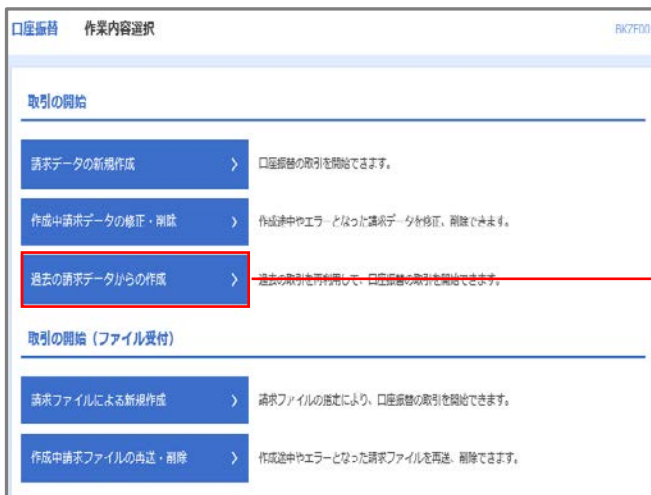 口座振替 作業内容選択 BKZF00
取引の開始
請求データの新規作成 口座振替の取引を開始できます。
作成中請求データの修正・削除 作成途中やエラーとなった請求データを修正、削除できます。
過去の請求データからの作成 過去の取引を再利用して、口座振替の取引を開始できます。
取引の開始（ファイル受付）
請求ファイルによる新規作成 請求ファイルの指定により、口座振替の取引を開始できます。
作成中請求ファイルの再送・削除 作成途中やエラーとなった請求ファイルを再送、削除できます。